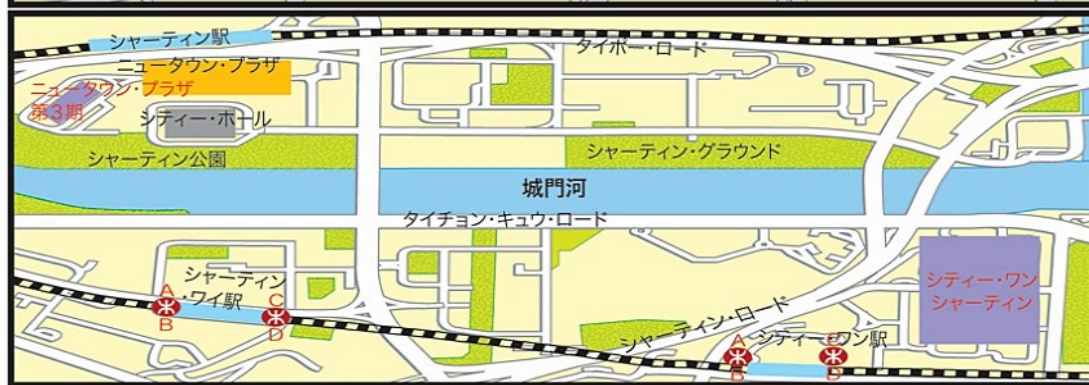 シャーティン駅
タイポー・ロード
ニュータウン・プラザ
ニュータウン・プラザ
第3期
シティー・ホール
シャーティン公園
シャーティン・グラウンド
城門河
タイチョン・キュウ・ロード
シャーティン
・ワイ駅
A
B
C
D
シティー・ワン
シャーティン
シャーティン・ロード
シティー・ワン駅
A
B
D